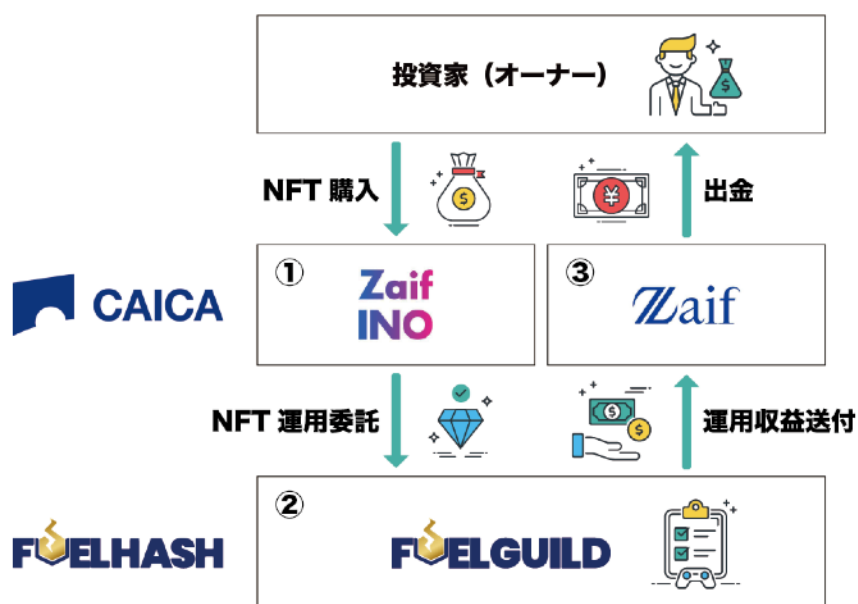 投資家（オーナー）
NFT 購入
出金
CAICA
①
Zaif
INO
③
Zaif
NFT 運用委託
運用収益送付
FUELHASH
②
FUELGUILD